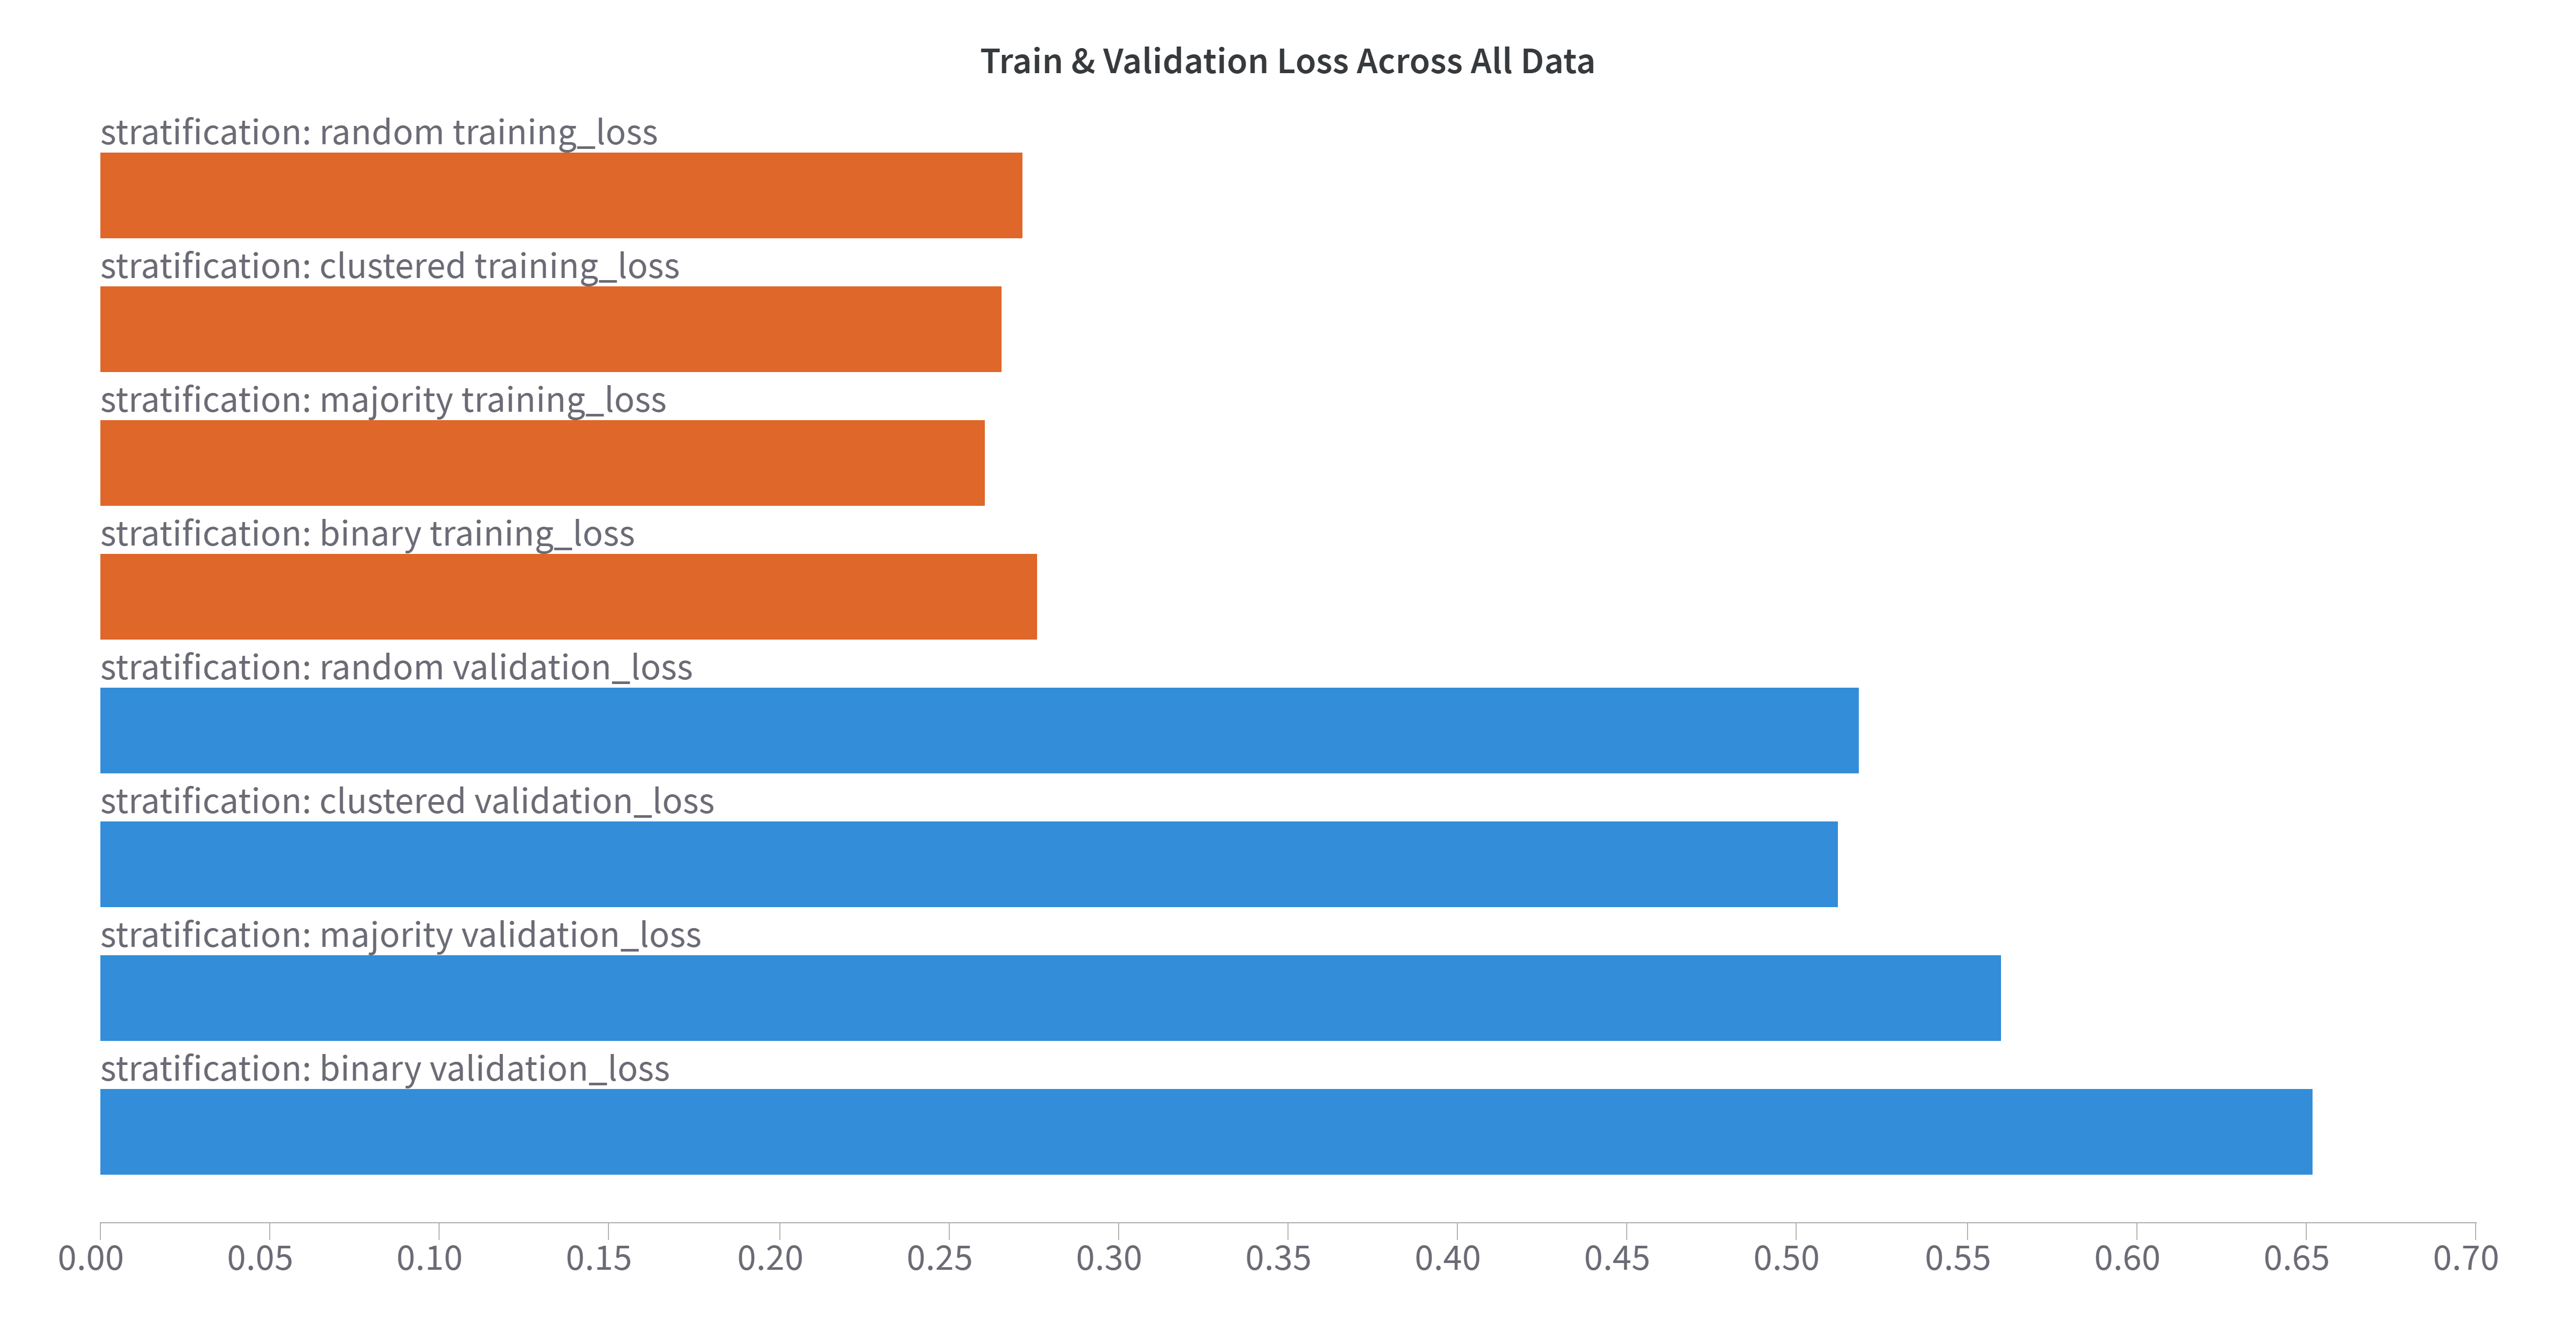 Train & Validation Loss Across All Data
stratification: random training_loss
stratification: clustered training_loss
stratification: majority training_loss
stratification: binary training_loss
stratification: random validation_loss
stratification: clustered validation_loss
stratification: majority validation_loss
stratification: binary validation_loss
0.00 0.05 0.10 0.15 0.20 0.25 0.30 0.35 0.40 0.45 0.50 0.55 0.60 0.65 0.70